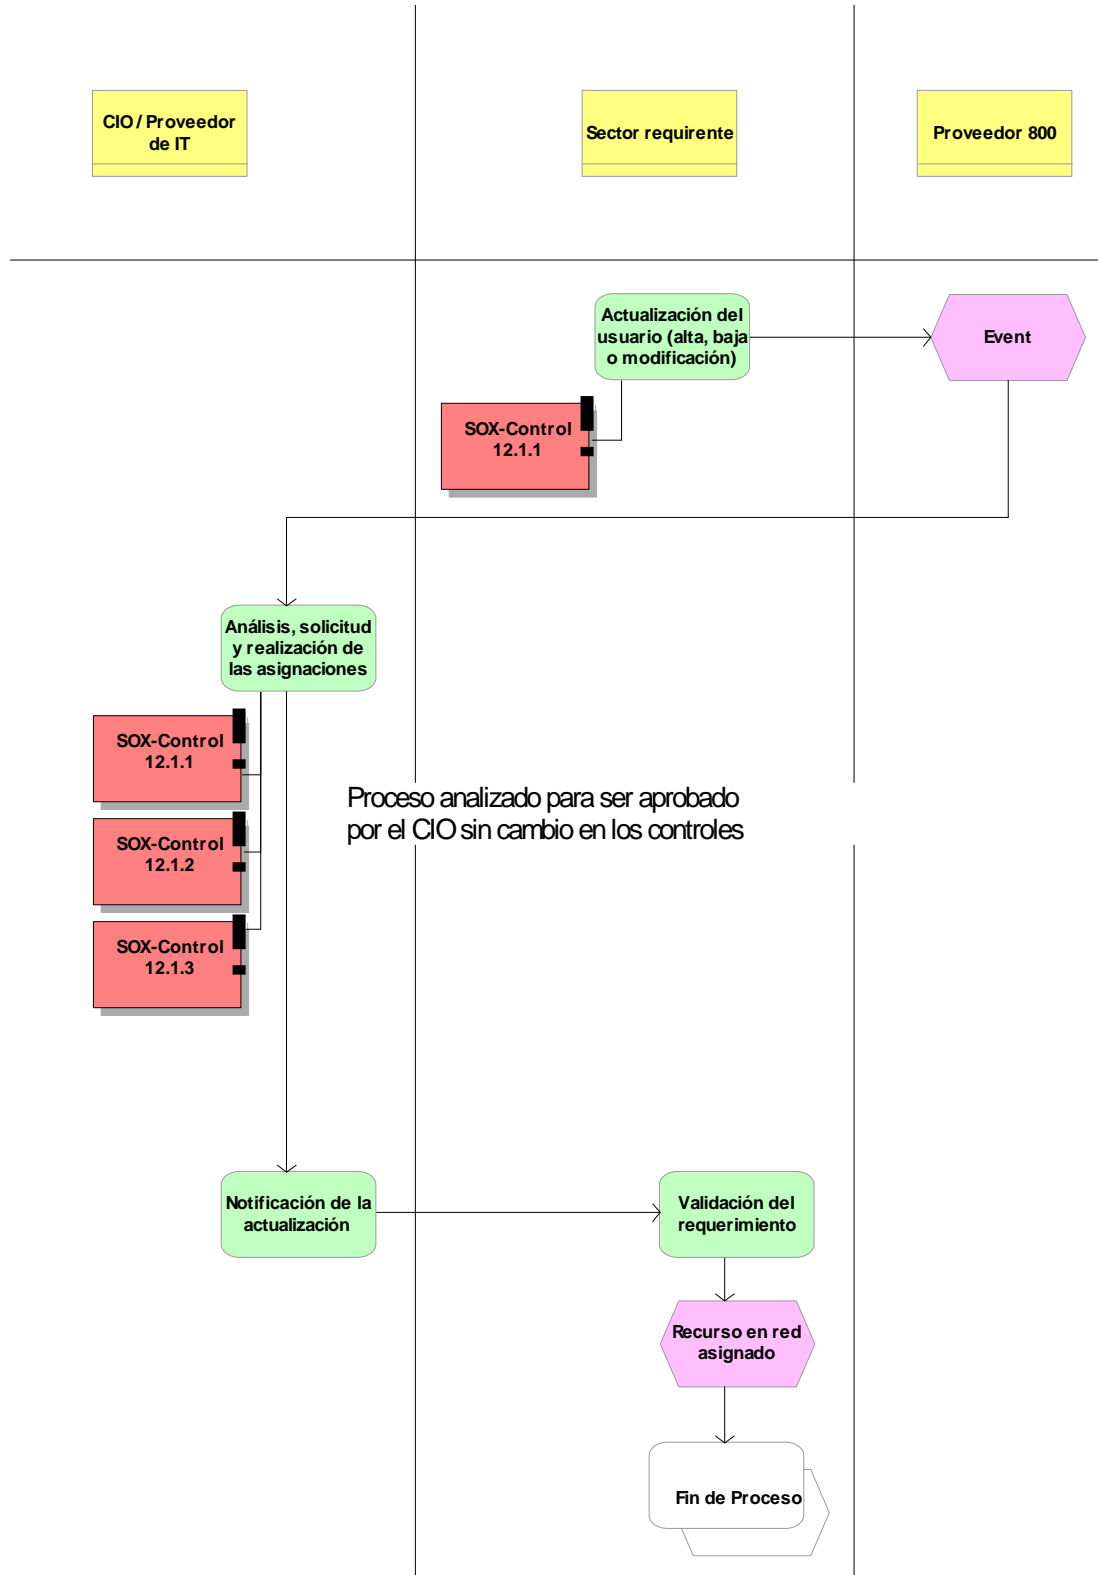 CIO / Proveedor
de IT
Sector requirente
Proveedor 800
Actualización del
usuario (alta, baja
o modificación)
Event
SOX-Control
12.1.1
Análisis, solicitud
y realización de
las asignaciones
SOX-Control
12.1.1
SOX-Control
12.1.2
SOX-Control
12.1.3
Proceso analizado para ser aprobado
por el CIO sin cambio en los controles
Notificación de la
actualización
Validación del
requerimiento
Recurso en red
asignado
Fin de Proceso